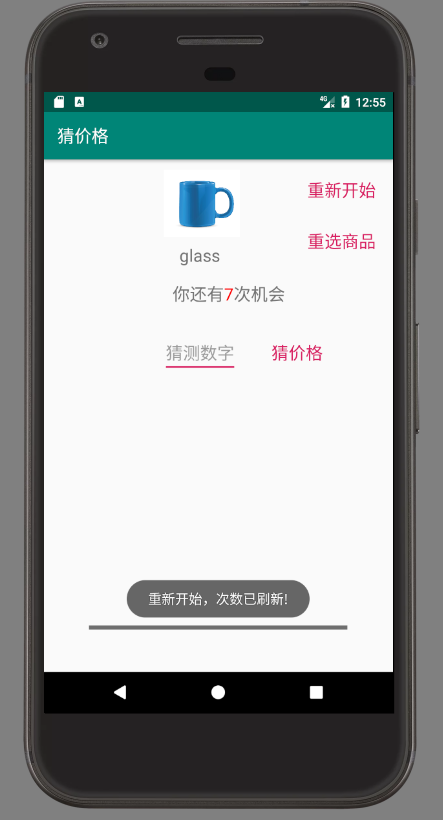 4G 12:55
猜价格
重新开始
重选商品
glass
你还有7次机会
猜测数字 猜价格
重新开始，次数已刷新!